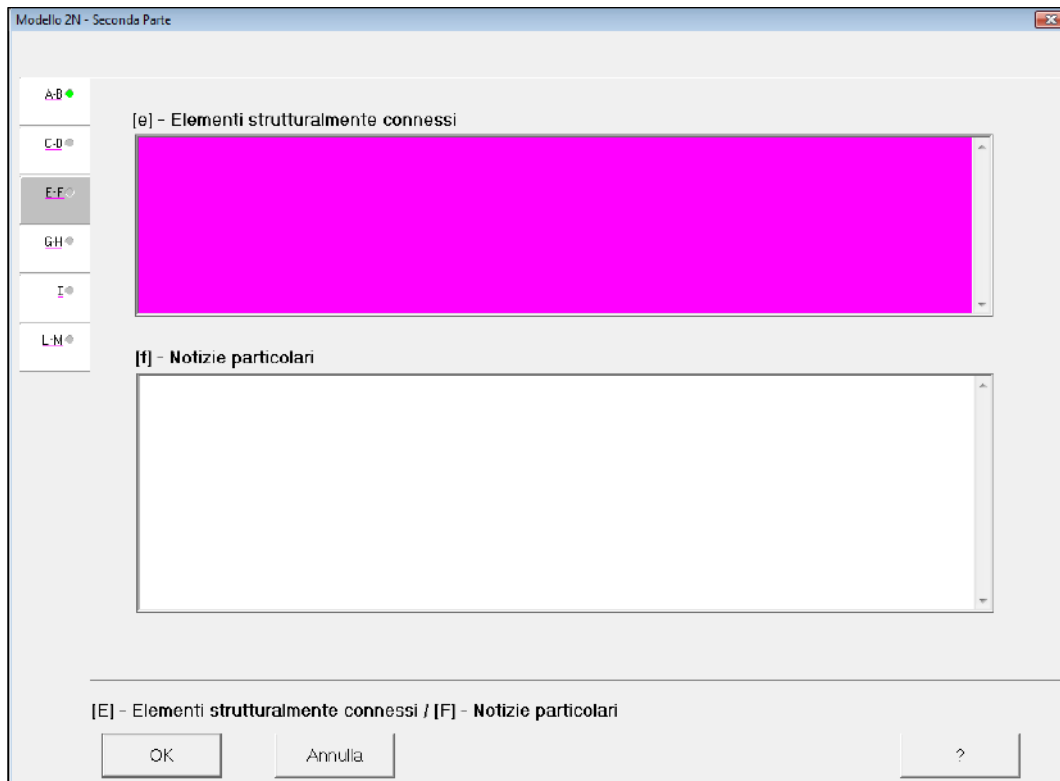 Modello 2N - Seconda Parte
A-B
C-D
E-F
G-H
I
L-M
[e] - Elementi strutturalmente connessi
[f] - Notizie particolari
[E] - Elementi strutturalmente connessi / [F] - Notizie particolari
OK
Annulla
?